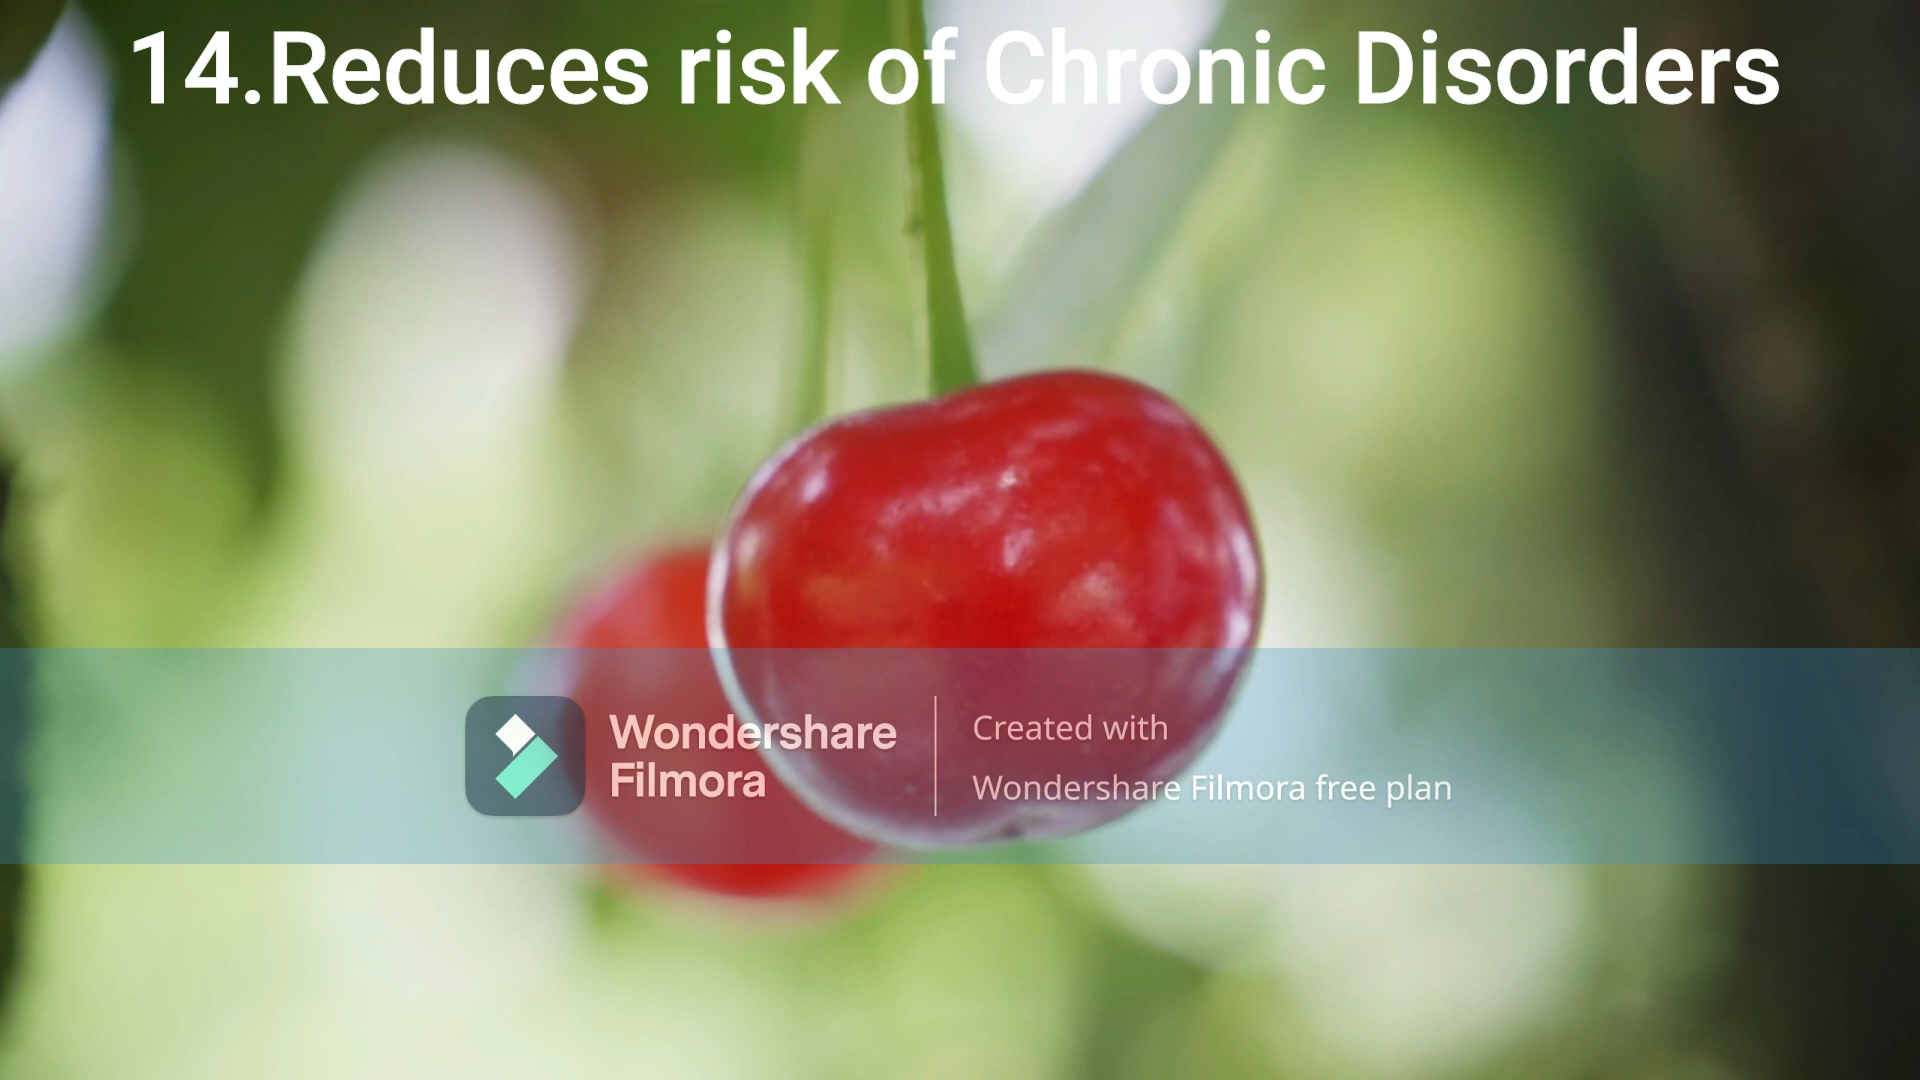 14.Reduces risk of Chronic Disorders
Wondershare
Filmora
Created with
Wondershare Filmora free plan